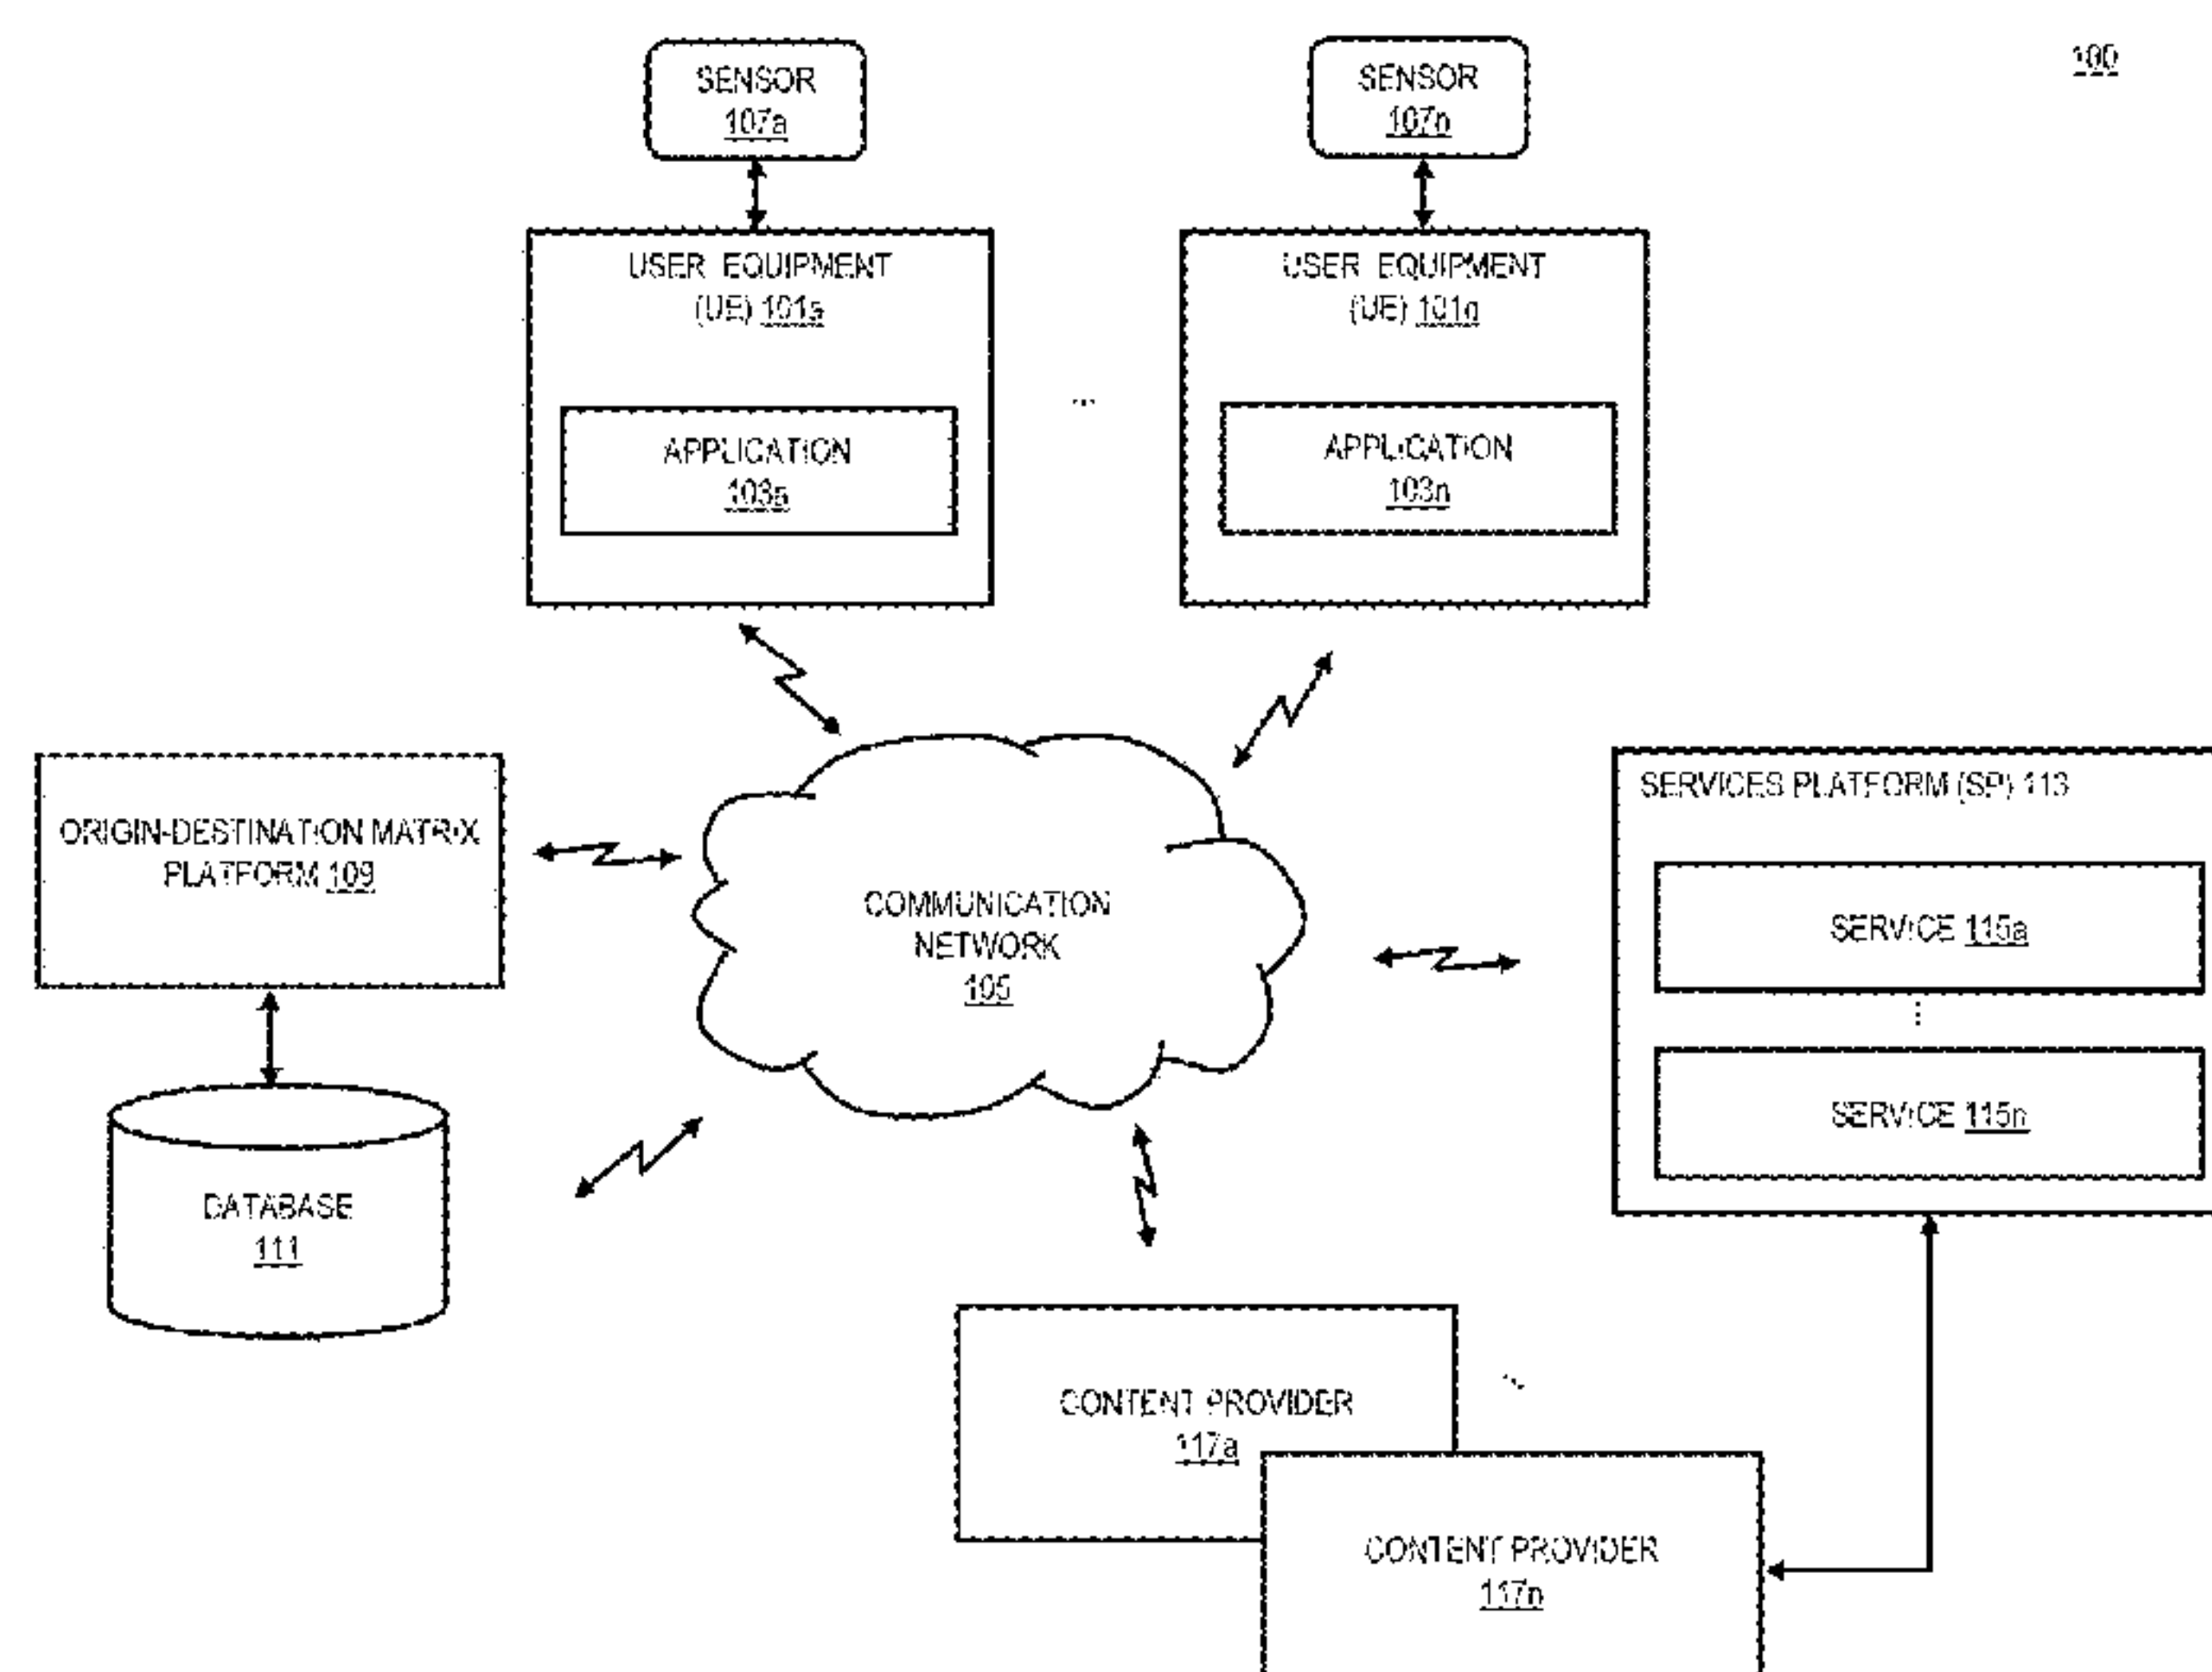 100
SENSOR
107a
SENSOR
107n
USER EQUIPMENT
(UE) 101a
USER EQUIPMENT
(UE) 101n
...
APPLICATION
103a
APPLICATION
103n
ORIGIN-DESTINATION MATRIX
PLATFORM 109
COMMUNICATION
NETWORK
105
SERVICES PLATFORM (SP) 113
SERVICE 115a
...
SERVICE 115n
DATABASE
111
CONTENT PROVIDER
117a
...
CONTENT PROVIDER
117n